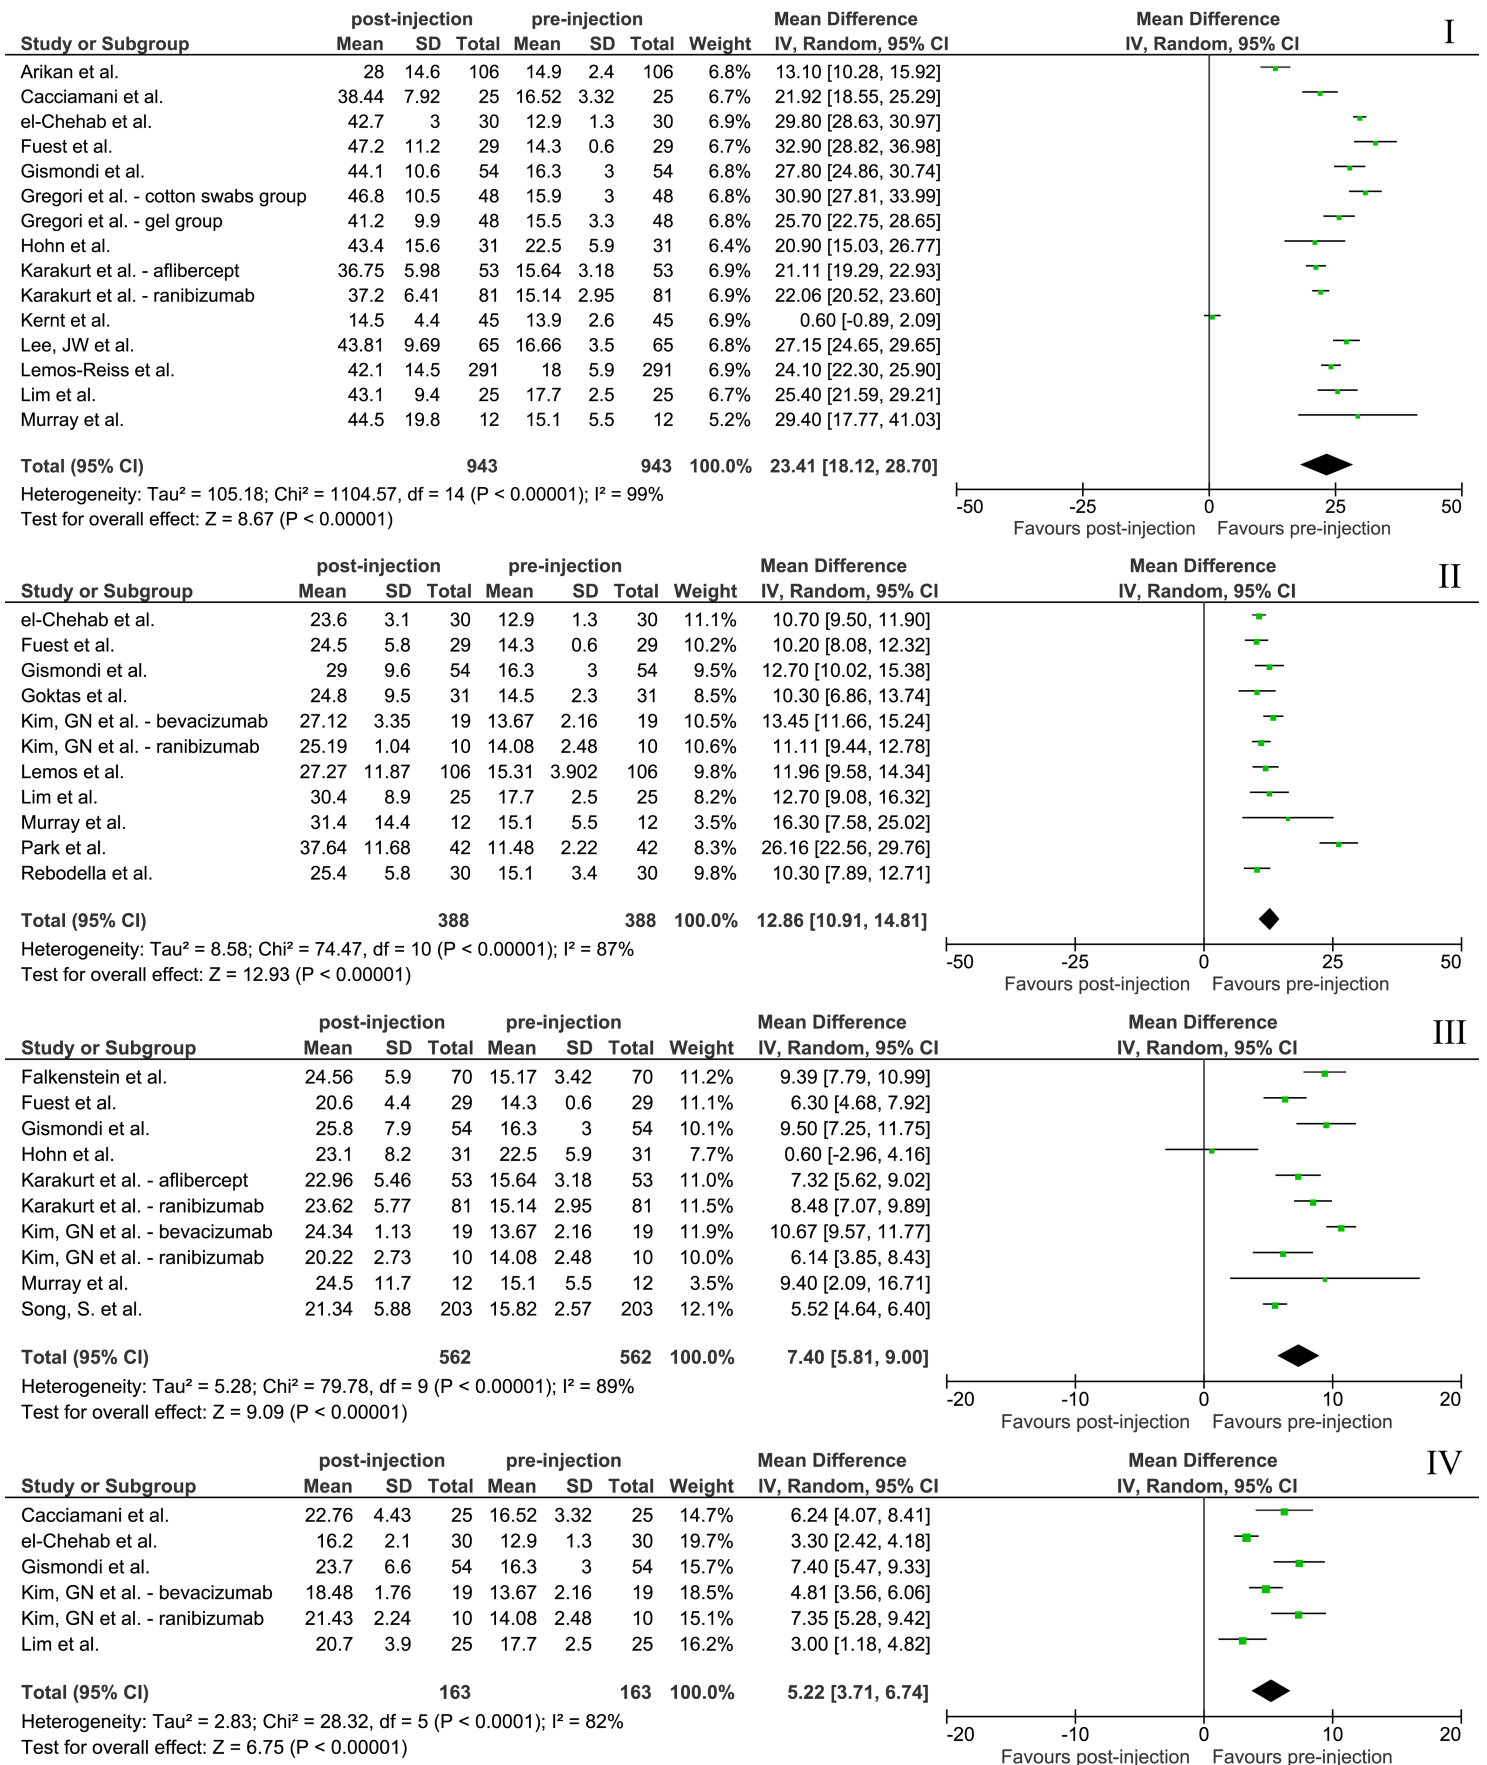 post-injection pre-injection Mean Difference Mean Difference I
Study or Subgroup Mean SD Total Mean SD Total Weight IV, Random, 95% CI IV, Random, 95% CI
Arikan et al. 28 14.6 106 14.9 2.4 106 6.8% 13.10 [10.28, 15.92]
Cacciamani et al. 38.44 7.92 25 16.52 3.32 25 6.7% 21.92 [18.55, 25.29]
el-Chehab et al. 42.7 3 30 12.9 1.3 30 6.9% 29.80 [28.63, 30.97]
Fuest et al. 47.2 11.2 29 14.3 0.6 29 6.7% 32.90 [28.82, 36.98]
Gismondi et al. 44.1 10.6 54 16.3 3 54 6.8% 27.80 [24.86, 30.74]
Gregori et al. - cotton swabs group 46.8 10.5 48 15.9 3 48 6.8% 30.90 [27.81, 33.99]
Gregori et al. - gel group 41.2 9.9 48 15.5 3.3 48 6.8% 25.70 [22.75, 28.65]
Hohn et al. 43.4 15.6 31 22.5 5.9 31 6.4% 20.90 [15.03, 26.77]
Karakurt et al. - aflibercept 36.75 5.98 53 15.64 3.18 53 6.9% 21.11 [19.29, 22.93]
Karakurt et al. - ranibizumab 37.2 6.41 81 15.14 2.95 81 6.9% 22.06 [20.52, 23.60]
Kernt et al. 14.5 4.4 45 13.9 2.6 45 6.9% 0.60 [-0.89, 2.09]
Lee, JW et al. 43.81 9.69 65 16.66 3.5 65 6.8% 27.15 [24.65, 29.65]
Lemos-Reiss et al. 42.1 14.5 291 18 5.9 291 6.9% 24.10 [22.30, 25.90]
Lim et al. 43.1 9.4 25 17.7 2.5 25 6.7% 25.40 [21.59, 29.21]
Murray et al. 44.5 19.8 12 15.1 5.5 12 5.2% 29.40 [17.77, 41.03]
Total (95% CI) 943 943 100.0% 23.41 [18.12, 28.70]
Heterogeneity: Tau² = 105.18; Chi² = 1104.57, df = 14 (P < 0.00001); I² = 99%
Test for overall effect: Z = 8.67 (P < 0.00001)
-50 -25 0 25 50
Favours post-injection Favours pre-injection
post-injection pre-injection Mean Difference Mean Difference II
Study or Subgroup Mean SD Total Mean SD Total Weight IV, Random, 95% CI IV, Random, 95% CI
el-Chehab et al. 23.6 3.1 30 12.9 1.3 30 11.1% 10.70 [9.50, 11.90]
Fuest et al. 24.5 5.8 29 14.3 0.6 29 10.2% 10.20 [8.08, 12.32]
Gismondi et al. 29 9.6 54 16.3 3 54 9.5% 12.70 [10.02, 15.38]
Goktas et al. 24.8 9.5 31 14.5 2.3 31 8.5% 10.30 [6.86, 13.74]
Kim, GN et al. - bevacizumab 27.12 3.35 19 13.67 2.16 19 10.5% 13.45 [11.66, 15.24]
Kim, GN et al. - ranibizumab 25.19 1.04 10 14.08 2.48 10 10.6% 11.11 [9.44, 12.78]
Lemos et al. 27.27 11.87 106 15.31 3.902 106 9.8% 11.96 [9.58, 14.34]
Lim et al. 30.4 8.9 25 17.7 2.5 25 8.2% 12.70 [9.08, 16.32]
Murray et al. 31.4 14.4 12 15.1 5.5 12 3.5% 16.30 [7.58, 25.02]
Park et al. 37.64 11.68 42 11.48 2.22 42 8.3% 26.16 [22.56, 29.76]
Rebodella et al. 25.4 5.8 30 15.1 3.4 30 9.8% 10.30 [7.89, 12.71]
Total (95% CI) 388 388 100.0% 12.86 [10.91, 14.81]
Heterogeneity: Tau² = 8.58; Chi² = 74.47, df = 10 (P < 0.00001); I² = 87%
Test for overall effect: Z = 12.93 (P < 0.00001)
-50 -25 0 25 50
Favours post-injection Favours pre-injection
post-injection pre-injection Mean Difference Mean Difference III
Study or Subgroup Mean SD Total Mean SD Total Weight IV, Random, 95% CI IV, Random, 95% CI
Falkenstein et al. 24.56 5.9 70 15.17 3.42 70 11.2% 9.39 [7.79, 10.99]
Fuest et al. 20.6 4.4 29 14.3 0.6 29 11.1% 6.30 [4.68, 7.92]
Gismondi et al. 25.8 7.9 54 16.3 3 54 10.1% 9.50 [7.25, 11.75]
Hohn et al. 23.1 8.2 31 22.5 5.9 31 7.7% 0.60 [-2.96, 4.16]
Karakurt et al. - aflibercept 22.96 5.46 53 15.64 3.18 53 11.0% 7.32 [5.62, 9.02]
Karakurt et al. - ranibizumab 23.62 5.77 81 15.14 2.95 81 11.5% 8.48 [7.07, 9.89]
Kim, GN et al. - bevacizumab 24.34 1.13 19 13.67 2.16 19 11.9% 10.67 [9.57, 11.77]
Kim, GN et al. - ranibizumab 20.22 2.73 10 14.08 2.48 10 10.0% 6.14 [3.85, 8.43]
Murray et al. 24.5 11.7 12 15.1 5.5 12 3.5% 9.40 [2.09, 16.71]
Song, S. et al. 21.34 5.88 203 15.82 2.57 203 12.1% 5.52 [4.64, 6.40]
Total (95% CI) 562 562 100.0% 7.40 [5.81, 9.00]
Heterogeneity: Tau² = 5.28; Chi² = 79.78, df = 9 (P < 0.00001); I² = 89%
Test for overall effect: Z = 9.09 (P < 0.00001)
-20 -10 0 10 20
Favours post-injection Favours pre-injection
post-injection pre-injection Mean Difference Mean Difference IV
Study or Subgroup Mean SD Total Mean SD Total Weight IV, Random, 95% CI IV, Random, 95% CI
Cacciamani et al. 22.76 4.43 25 16.52 3.32 25 14.7% 6.24 [4.07, 8.41]
el-Chehab et al. 16.2 2.1 30 12.9 1.3 30 19.7% 3.30 [2.42, 4.18]
Gismondi et al. 23.7 6.6 54 16.3 3 54 15.7% 7.40 [5.47, 9.33]
Kim, GN et al. - bevacizumab 18.48 1.76 19 13.67 2.16 19 18.5% 4.81 [3.56, 6.06]
Kim, GN et al. - ranibizumab 21.43 2.24 10 14.08 2.48 10 15.1% 7.35 [5.28, 9.42]
Lim et al. 20.7 3.9 25 17.7 2.5 25 16.2% 3.00 [1.18, 4.82]
Total (95% CI) 163 163 100.0% 5.22 [3.71, 6.74]
Heterogeneity: Tau² = 2.83; Chi² = 28.32, df = 5 (P < 0.0001); I² = 82%
Test for overall effect: Z = 6.75 (P < 0.00001)
-20 -10 0 10 20
Favours post-injection Favours pre-injection